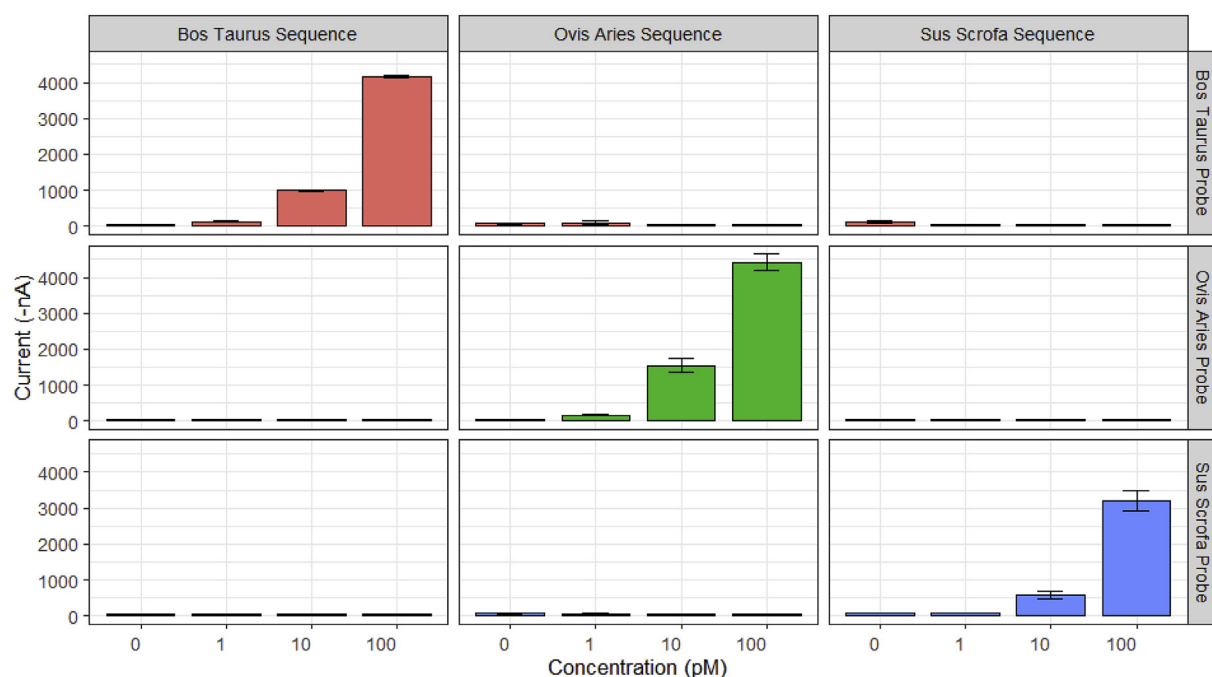 Bos Taurus Sequence
Ovis Aries Sequence
Sus Scrofa Sequence
4000
3000
2000
1000
0
Bos Taurus Probe
Current (-nA)
4000
3000
2000
1000
0
Ovis Aries Probe
4000
3000
2000
1000
0
Sus Scrofa Probe
0 1 10 100
0 1 10 100
0 1 10 100
Concentration (pM)